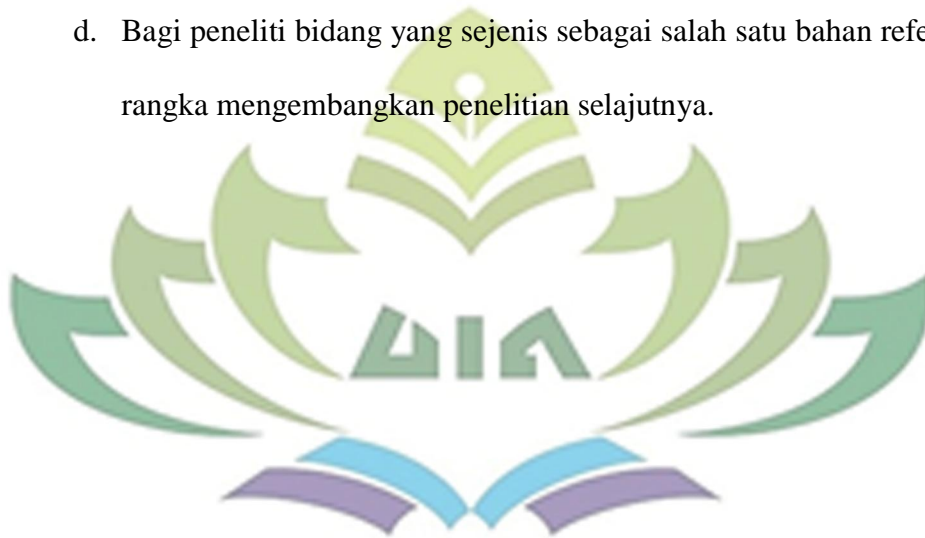 d. Bagi peneliti bidang yang sejenis sebagai salah satu bahan refe
rangka mengembangkan penelitian selajutnya.